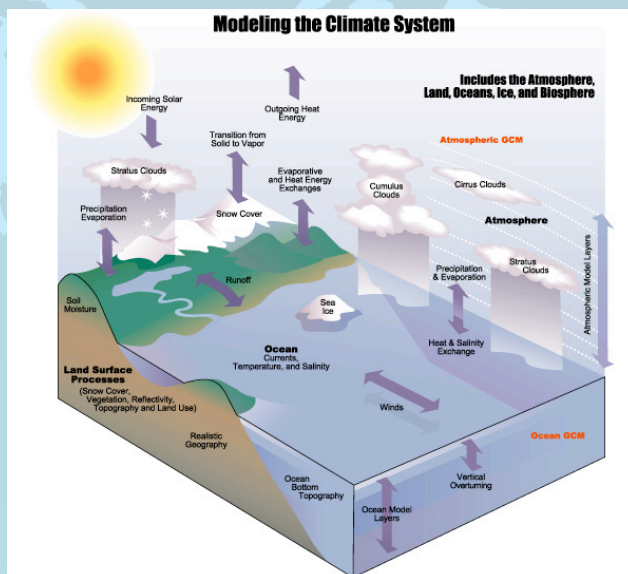 Modeling the Climate System
Includes the Atmosphere,
Land, Oceans, Ice, and Biosphere
Incoming Solar
Energy
Outgoing Heat
Energy
Transition from
Solid to Vapor
Atmospheric GCM
Stratus Clouds
Evaporative
and Heat Energy
Exchanges
Cumulus
Clouds
Cirrus Clouds
Precipitation
Evaporation
Snow Cover
Atmosphere
Stratus
Clouds
Atmospheric Model Layers
Precipitation
& Evaporation
Runoff
Soil
Moisture
Sea
Ice
Heat & Salinity
Exchange
Ocean
Currents,
Temperature, and Salinity
Land Surface
Processes
(Snow Cover,
Vegetation, Reflectivity,
Topography and Land Use)
Winds
Realistic
Geography
Ocean GCM
Vertical
Overturning
Ocean
Bottom
Topography
Ocean Model
Layers